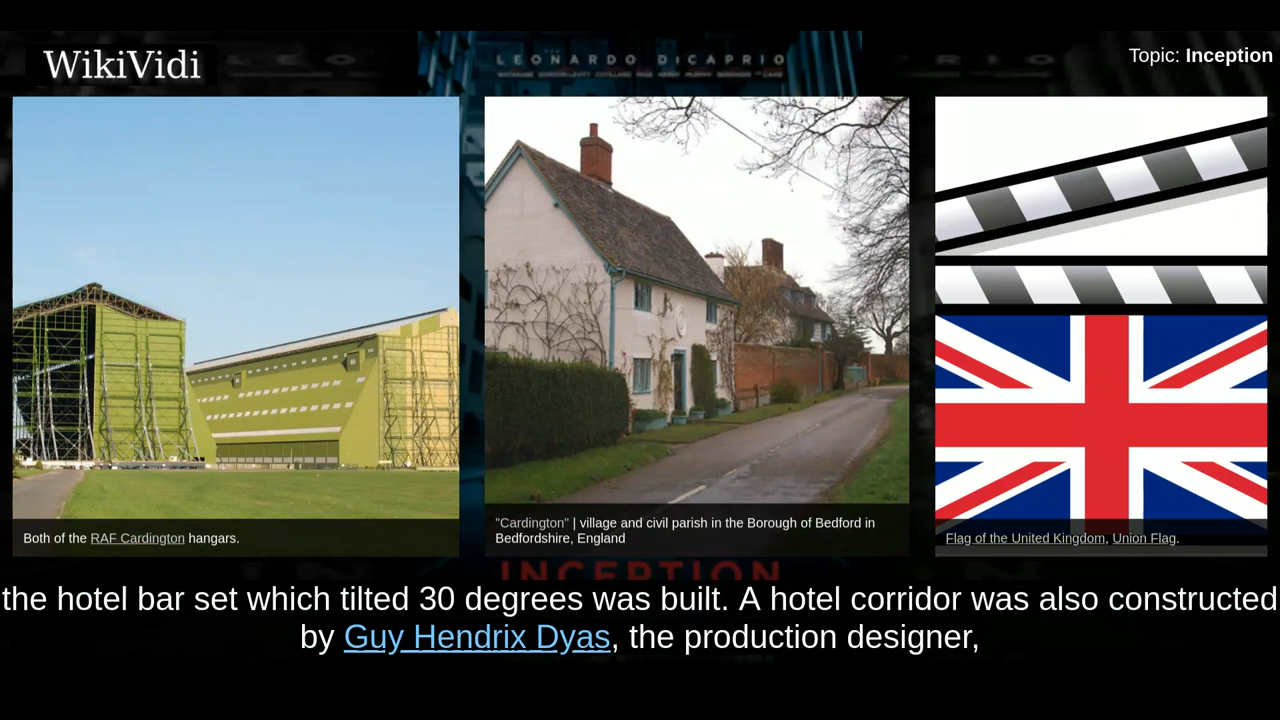 WikiVidi
LEONARDO DiCAPRIO
Topic: Inception
Both of the RAF Cardington hangars.
"Cardington" | village and civil parish in the Borough of Bedford in
Bedfordshire, England
Flag of the United Kingdom, Union Flag.
INCEPTION
the hotel bar set which tilted 30 degrees was built. A hotel corridor was also constructed
by Guy Hendrix Dyas, the production designer,